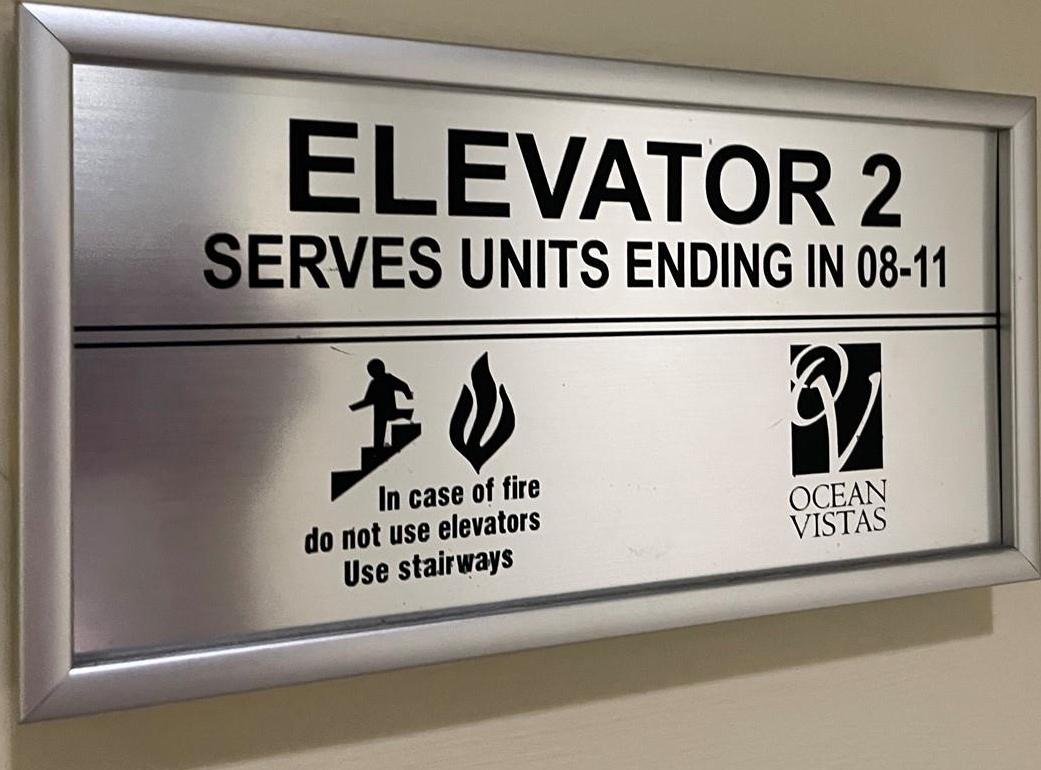 ELEVATOR 2
SERVES UNITS ENDING IN 08-11
In case of fire
do not use elevators
Use stairways
OCEAN
VISTAS